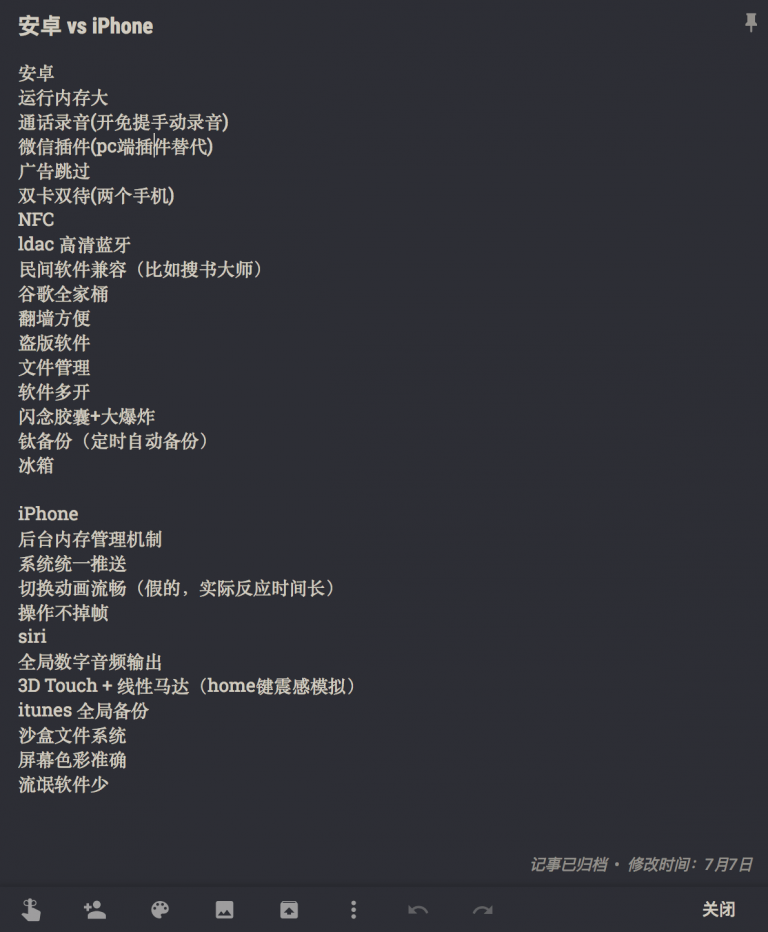 安卓 vs iPhone
安卓
运行内存大
通话录音(开免提手动录音)
微信插件(pc端插件替代)
广告跳过
双卡双待(两个手机)
NFC
ldac 高清蓝牙
民间软件兼容（比如搜书大师）
谷歌全家桶
翻墙方便
盗版软件
文件管理
软件多开
闪念胶囊+大爆炸
钛备份（定时自动备份）
冰箱
iPhone
后台内存管理机制
系统统一推送
切换动画流畅（假的，实际反应时间长）
操作不掉帧
siri
全局数字音频输出
3D Touch + 线性马达（home键震感模拟）
itunes 全局备份
沙盒文件系统
屏幕色彩准确
流氓软件少
记事已归档 • 修改时间：7月7日
关闭